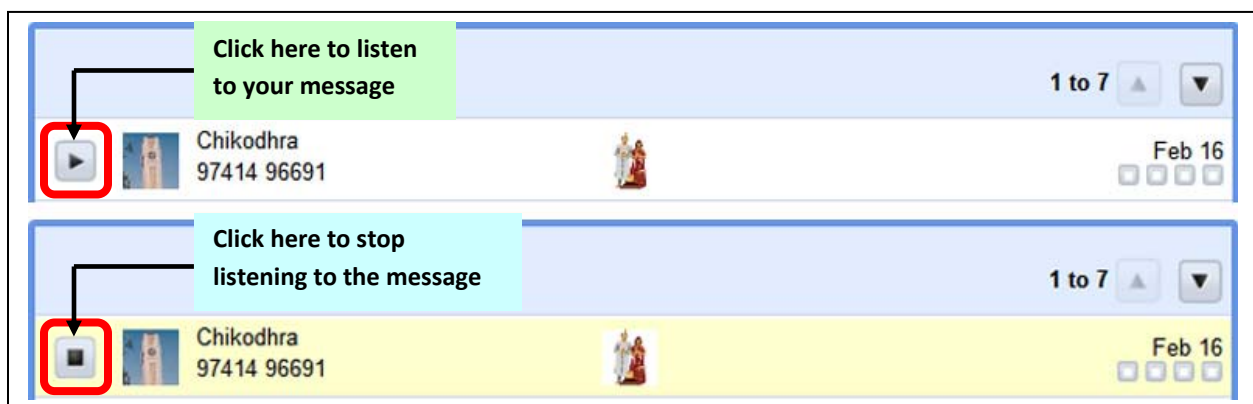 Click here to listen
to your message
1 to 7
Chikodhra
97414 96691
Feb 16
Click here to stop
listening to the message
1 to 7
Chikodhra
97414 96691
Feb 16